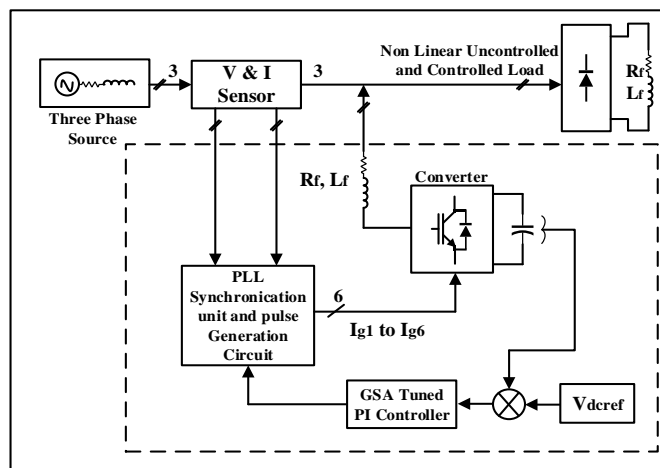 3
V & I
Sensor
3
Three Phase
Source
Non Linear Uncontrolled
and Controlled Load
Rf
Lf
Rf, Lf
Converter
PLL
Synchronication
unit and pulse
Generation
Circuit
6
Ig1 to Ig6
GSA Tuned
PI Controller
Vdcref